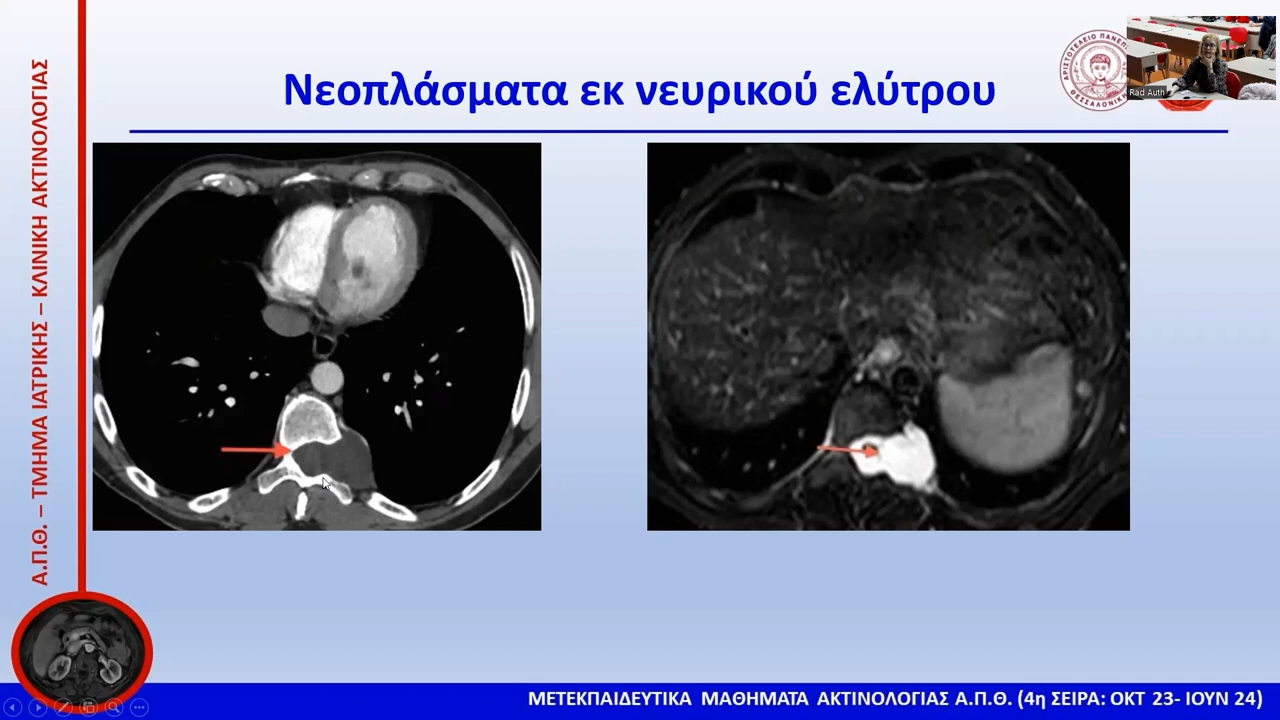 Νεοπλάσματα εκ νευρικού ελύτρου
Α.Π.Θ. – ΤΜΗΜΑ ΙΑΤΡΙΚΗΣ – ΚΛΙΝΙΚΗ ΑΚΤΙΝΟΛΟΓΙΑΣ
Rad Auth
ΜΕΤΕΚΠΑΙΔΕΥΤΙΚΑ ΜΑΘΗΜΑΤΑ ΑΚΤΙΝΟΛΟΓΙΑΣ Α.Π.Θ. (4η ΣΕΙΡΑ: ΟΚΤ 23- ΙΟΥΝ 24)